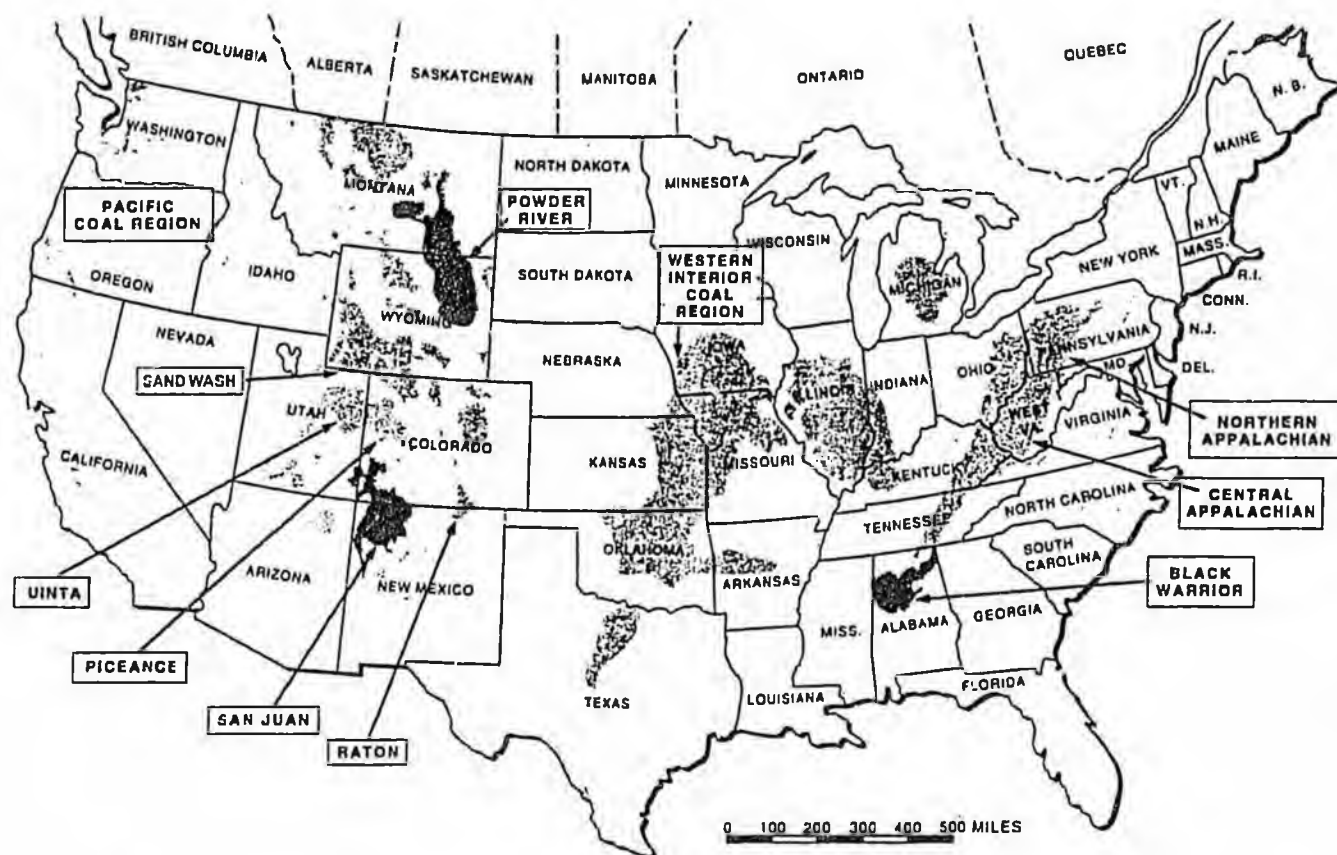 BRITISH COLUMBIA
ALBERTA
SASKATCHEWAN
MANITOBA
ONTARIO
QUEBEC
N. B.
WASHINGTON
MONTANA
NORTH DAKOTA
MINNESOTA
MAINE
VT.
N.H.
PACIFIC
COAL REGION
POWDER
RIVER
WISCONSIN
MICHIGAN
NEW YORK
MASS.
R.I.
CONN.
OREGON
IDAHO
WYOMING
SOUTH DAKOTA
WESTERN
INTERIOR
COAL
REGION
IOWA
PENNSYLVANIA
N.J.
NEVADA
SAND WASH
NEBRASKA
ILLINOIS
INDIANA
OHIO
MD.
DEL.
UTAH
COLORADO
WEST
VA.
VIRGINIA
NORTHERN
APPALACHIAN
CALIFORNIA
KANSAS
MISSOURI
KENTUCKY
CENTRAL
APPALACHIAN
TENNESSEE
NORTH CAROLINA
UINTA
ARIZONA
NEW MEXICO
OKLAHOMA
ARKANSAS
SOUTH
CAROLINA
BLACK
WARRIOR
PICEANCE
MISS.
ALABAMA
GEORGIA
SAN JUAN
RATON
TEXAS
LOUISIANA
FLORIDA
0 100 200 300 400 500 MILES